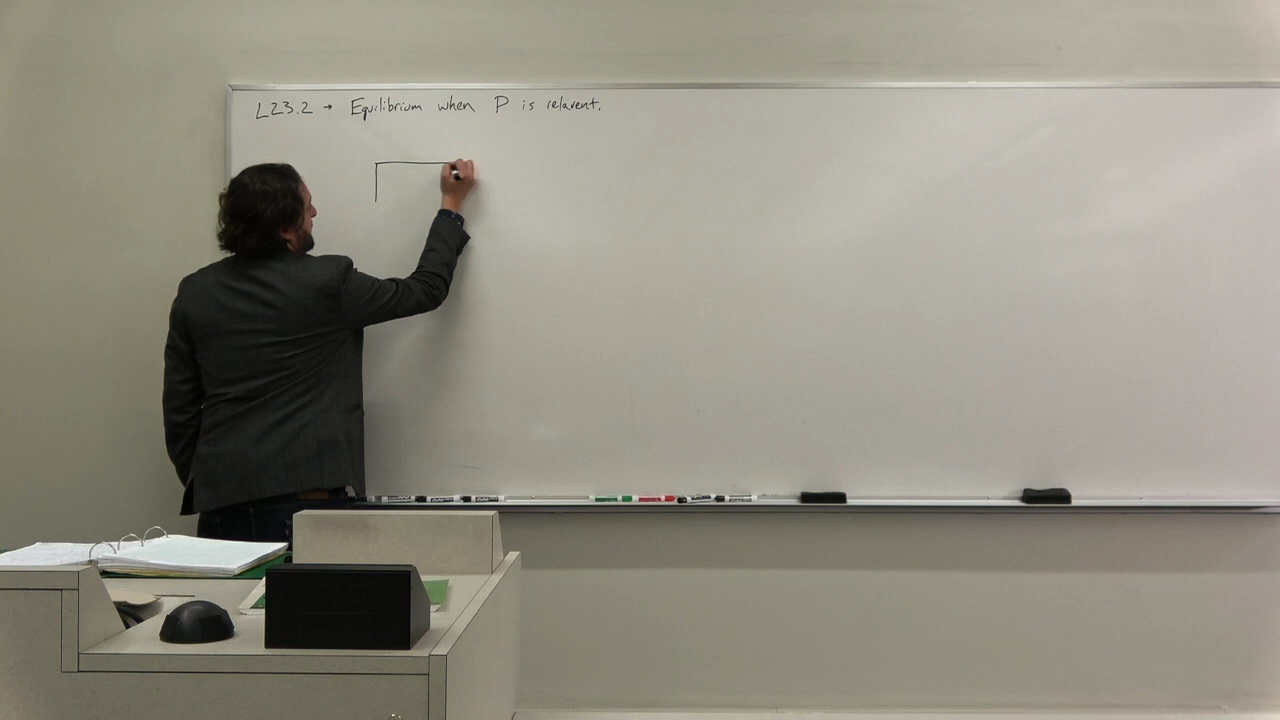 L23.2 → Equilibrium when P is relavent.